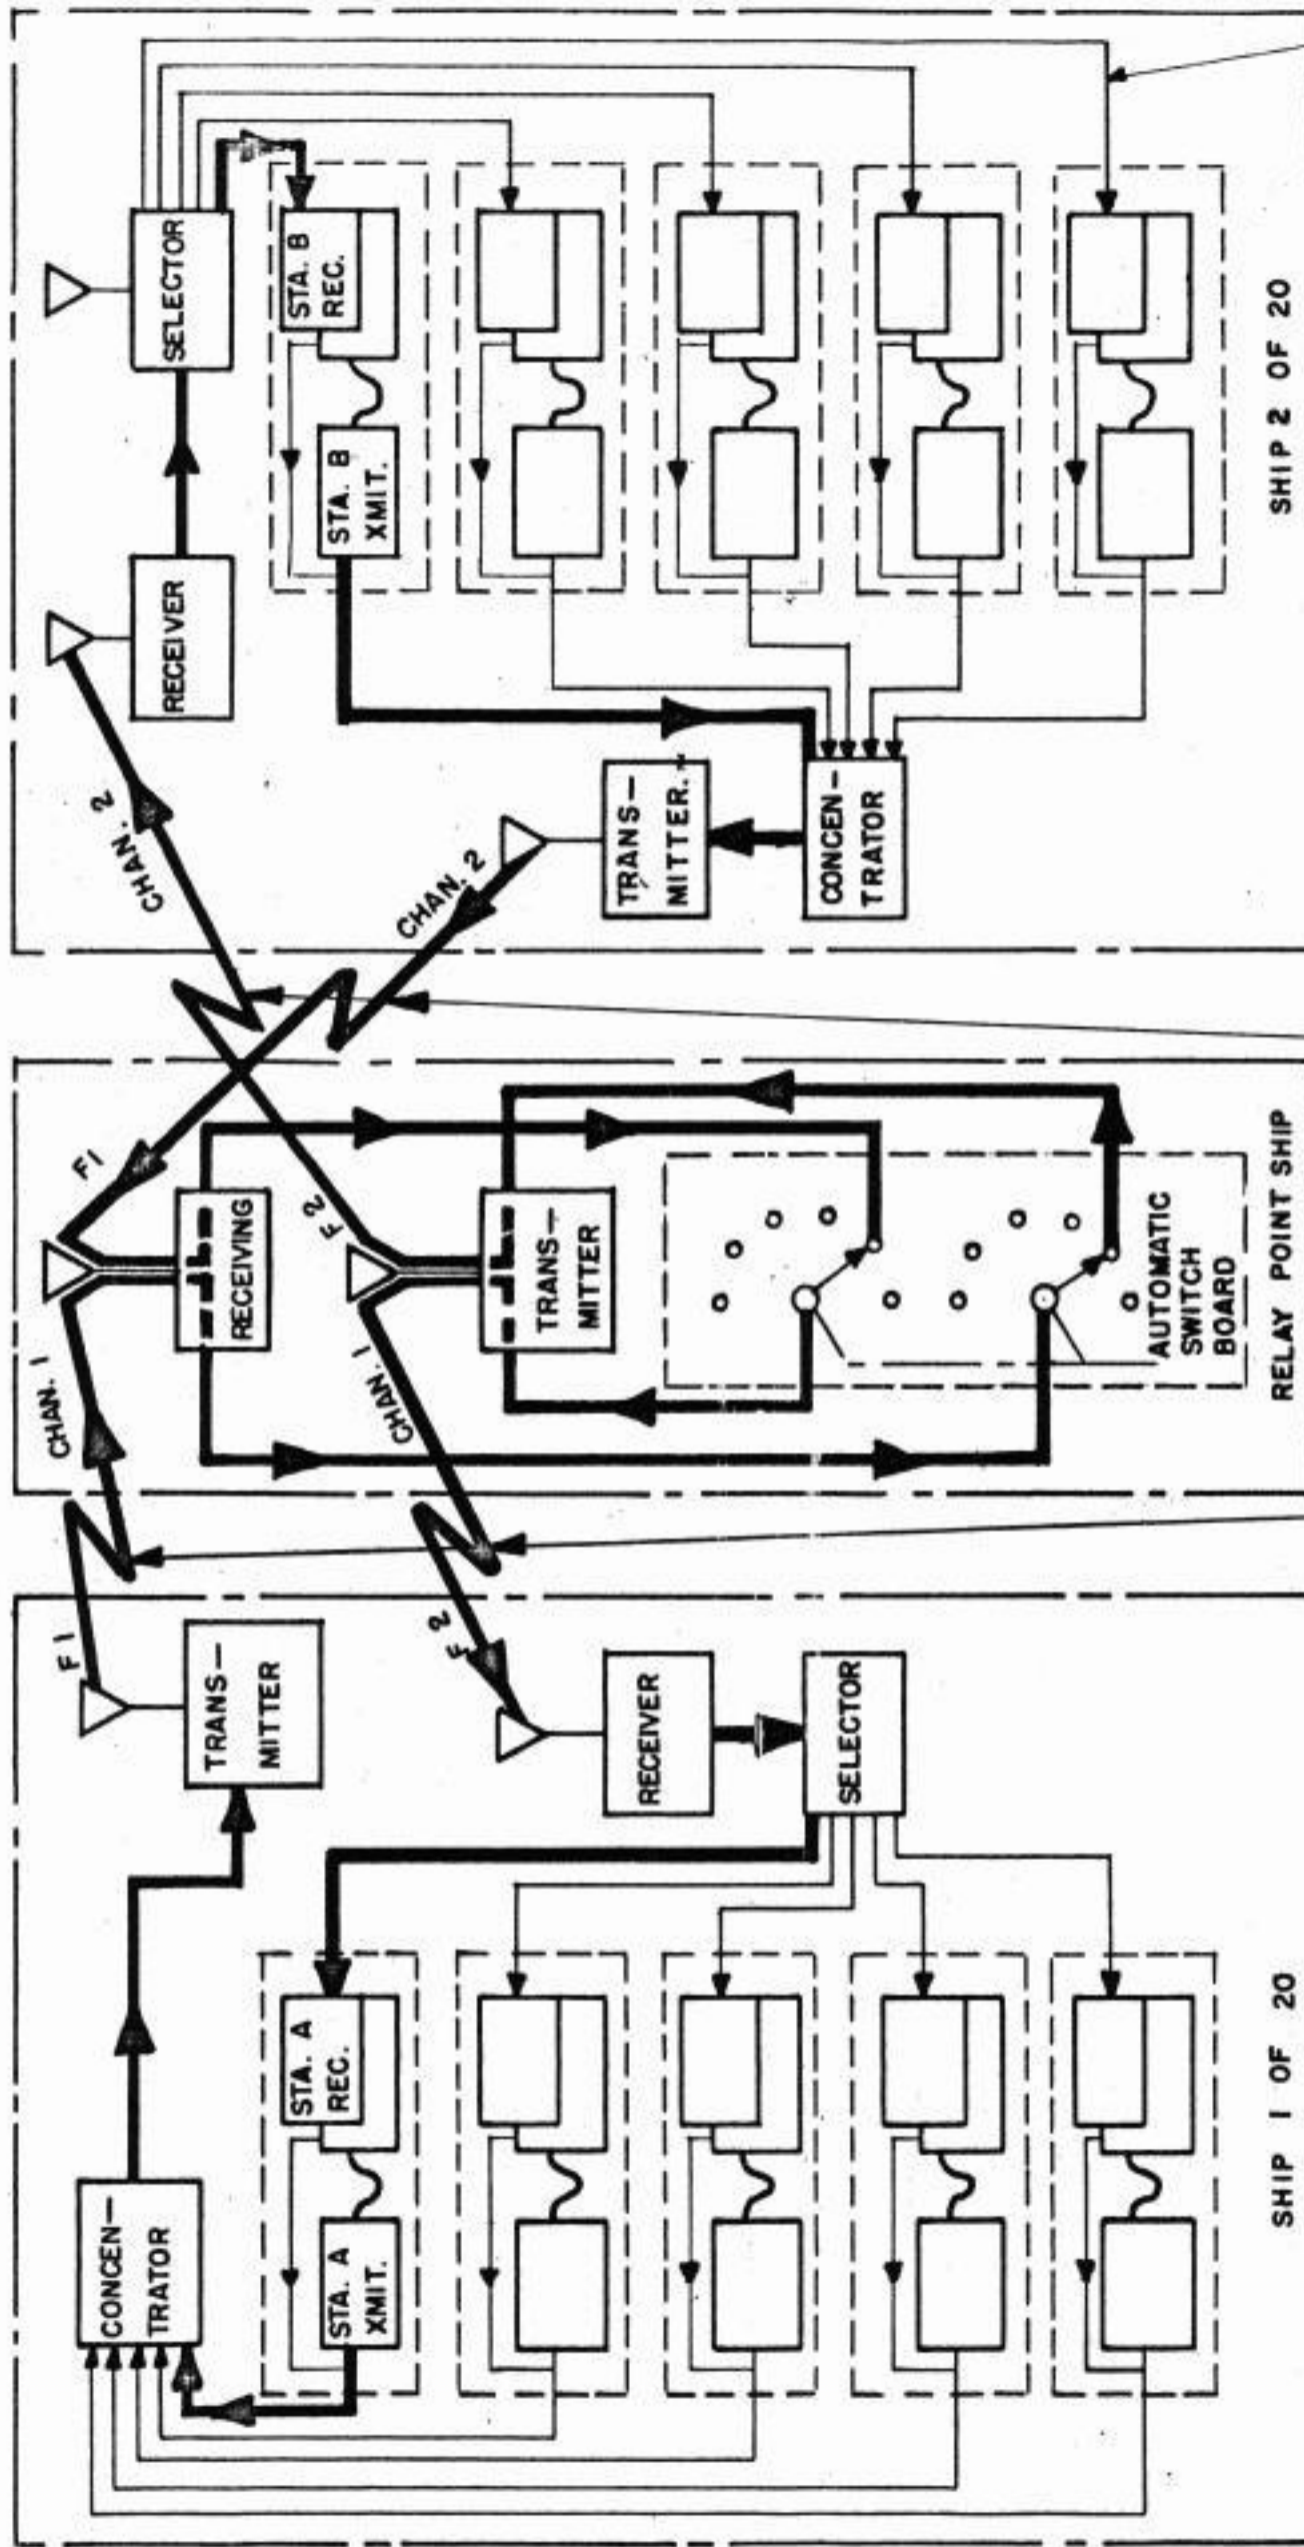 CONCEN—
TRATOR
F1
TRANS—
MITTER
STA. A
XMIT.
STA. A
REC.
F 2
RECEIVER
SELECTOR
SHIP 1 OF 20
CHAN. 1
F1
RECEIVING
CHAN. 1
F 2
TRANS—
MITTER
AUTOMATIC
SWITCH
BOARD
RELAY POINT SHIP
CHAN. 2
CHAN. 2
RECEIVER
SELECTOR
STA. B
XMIT.
STA. B
REC.
TRANS—
MITTER.
CONCEN—
TRATOR
SHIP 2 OF 20